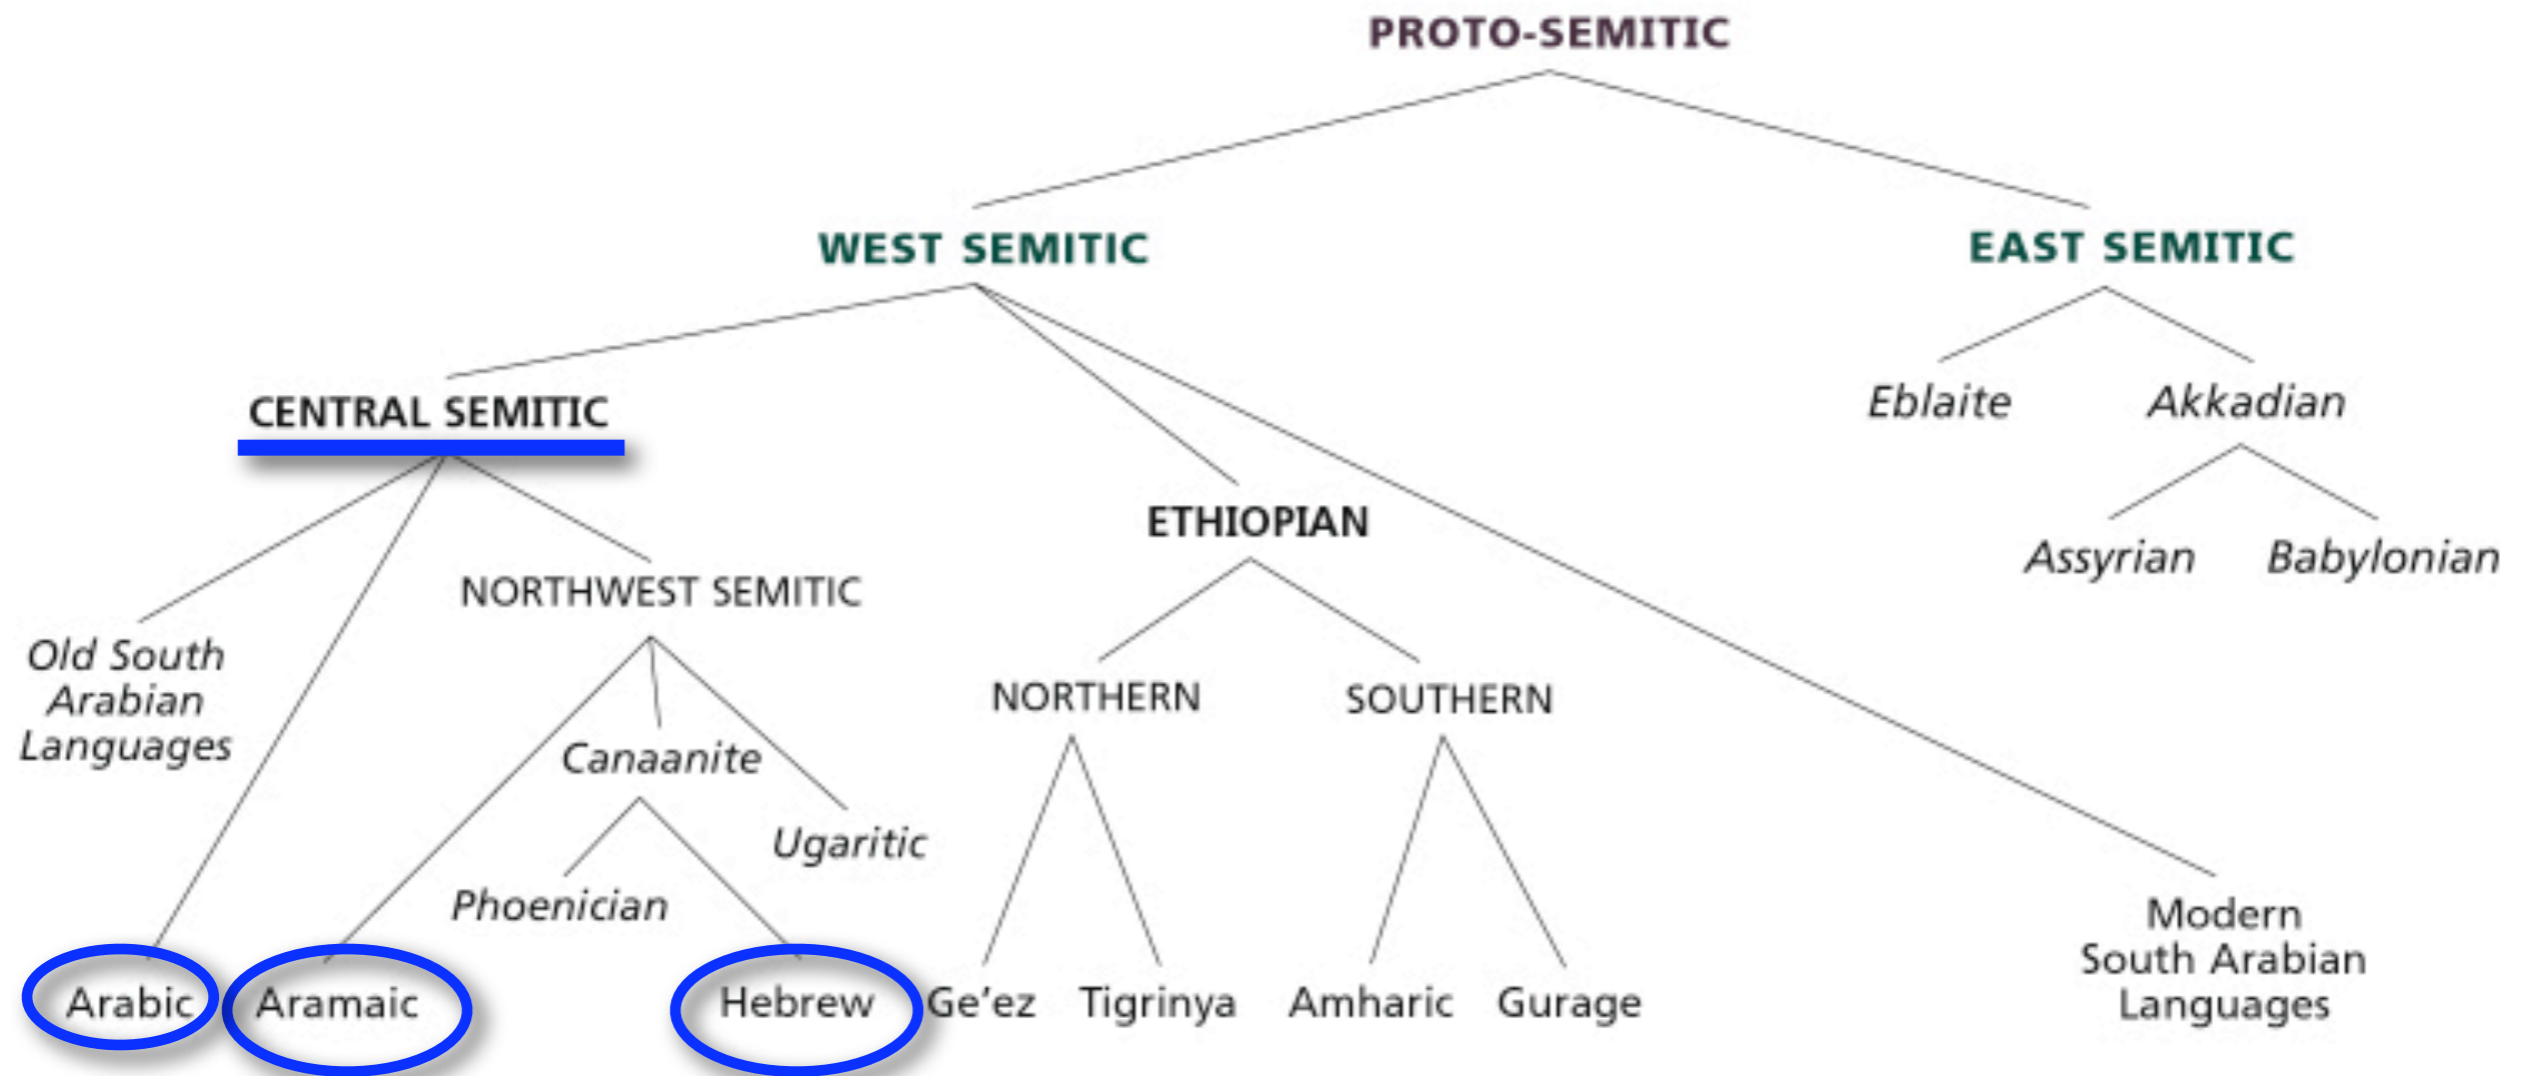 PROTO-SEMITIC
WEST SEMITIC
EAST SEMITIC
CENTRAL SEMITIC
Eblaite
Akkadian
ETHIOPIAN
Assyrian
Babylonian
NORTHWEST SEMITIC
Old South
Arabian
Languages
NORTHERN
SOUTHERN
Canaanite
Ugaritic
Phoenician
Modern
South Arabian
Languages
Arabic
Aramaic
Hebrew
Ge’ez
Tigrinya
Amharic
Gurage